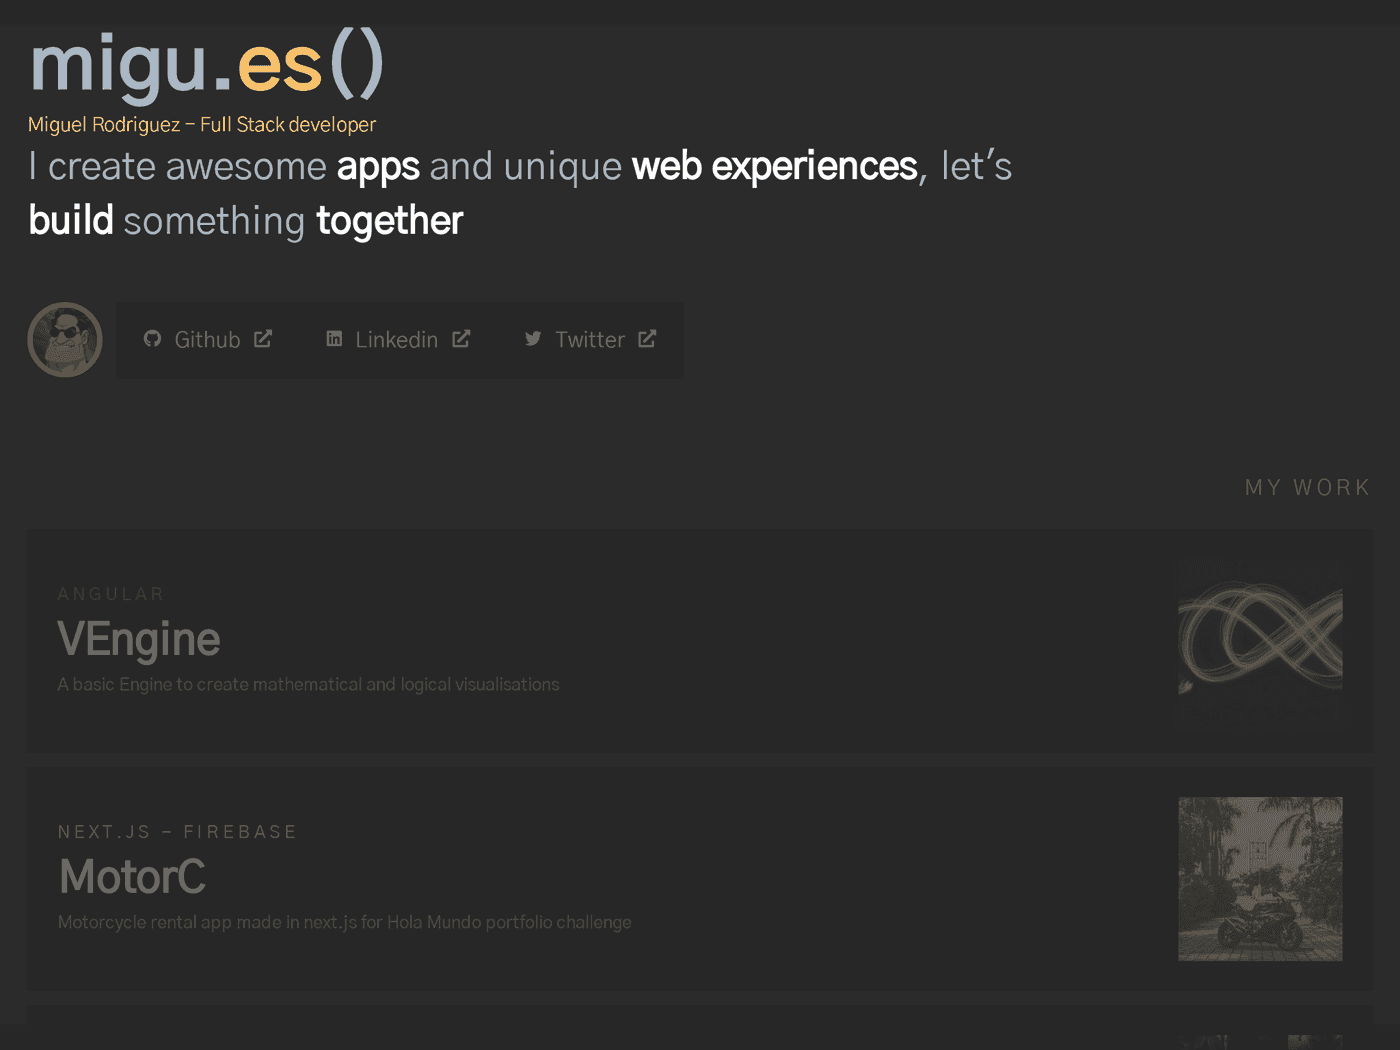 migu.es()
Miguel Rodriguez – Full Stack developer
I create awesome apps and unique web experiences, let's
build something together
Github
Linkedin
Twitter
MY WORK
ANGULAR
VEngine
A basic Engine to create mathematical and logical visualisations
NEXT.JS – FIREBASE
MotorC
Motorcycle rental app made in next.js for Hola Mundo portfolio challenge